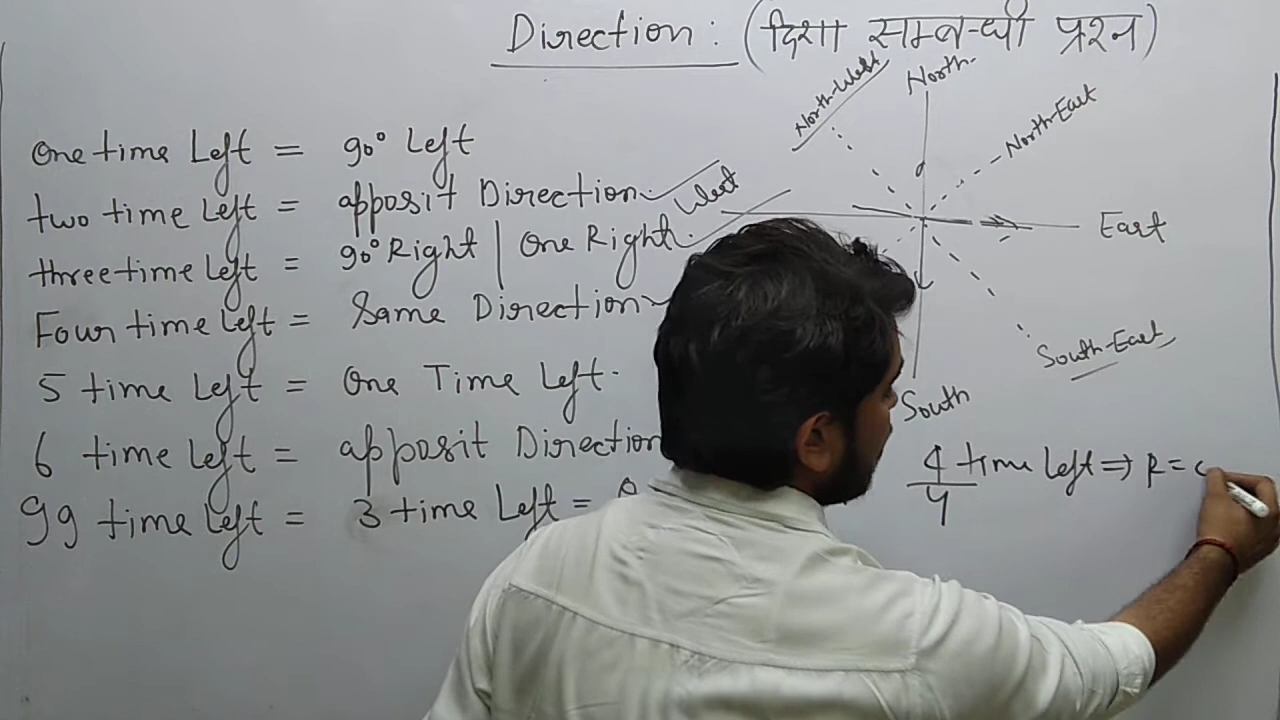 Direction : (दिशा सम्बन्धी प्रश्न)
One time Left = 90° Left
two time Left = apposit Direction.
three time Left = 90° Right | One Right.
Four time left = Same Direction
5 time Left = One Time Left.
6 time Left = apposit Direction
99 time Left = 3 time Left =
North-West
North-
North-East
West
East
South-East
South
4 time Left ⇒ R =
4